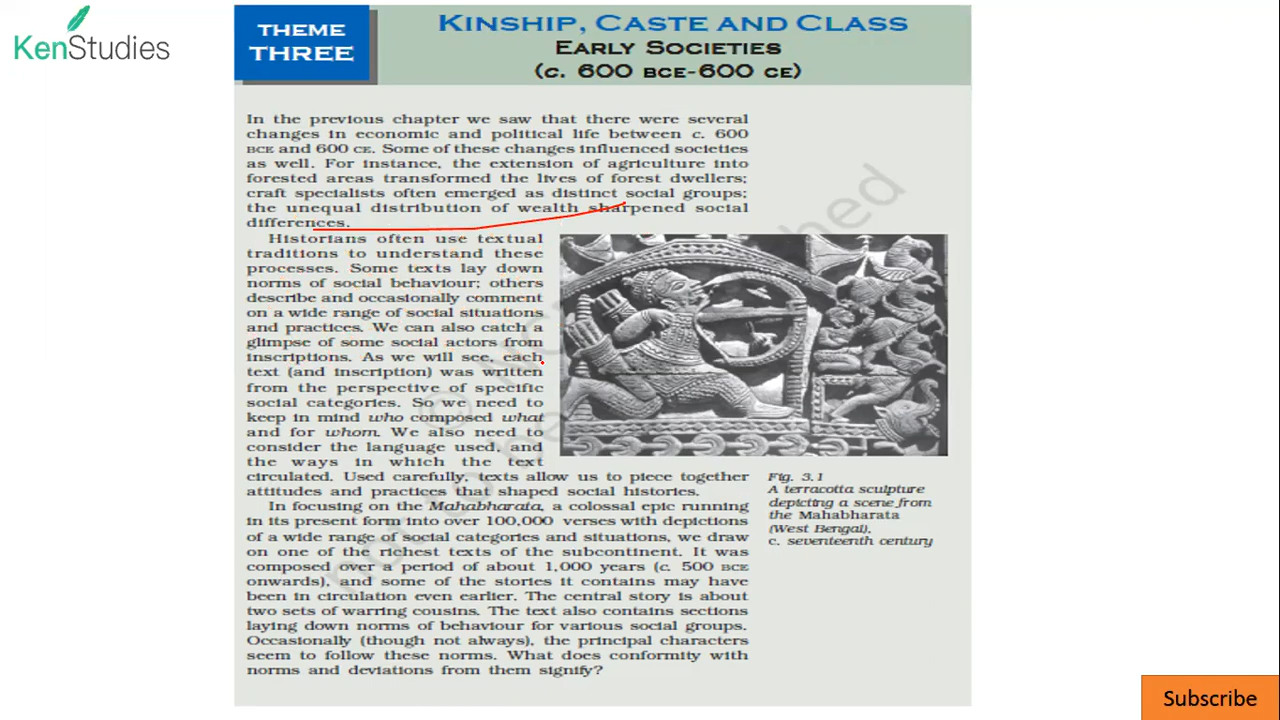 KenStudies
THEME
THREE
KINSHIP, CASTE AND CLASS
EARLY SOCIETIES
(c. 600 BCE-600 CE)
In the previous chapter we saw that there were several
changes in economic and political life between c. 600
BCE and 600 CE. Some of these changes influenced societies
as well. For instance, the extension of agriculture into
forested areas transformed the lives of forest dwellers;
craft specialists often emerged as distinct social groups;
the unequal distribution of wealth sharpened social
differences.
Historians often use textual
traditions to understand these
processes. Some texts lay down
norms of social behaviour; others
describe and occasionally comment
on a wide range of social situations
and practices. We can also catch a
glimpse of some social actors from
inscriptions. As we will see, each
text (and inscription) was written
from the perspective of specific
social categories. So we need to
keep in mind who composed what
and for whom. We also need to
consider the language used, and
the ways in which the text
circulated. Used carefully, texts allow us to piece together
attitudes and practices that shaped social histories.
In focusing on the Mahabharata, a colossal epic running
in its present form into over 100,000 verses with depictions
of a wide range of social categories and situations, we draw
on one of the richest texts of the subcontinent. It was
composed over a period of about 1,000 years (c. 500 BCE
onwards), and some of the stories it contains may have
been in circulation even earlier. The central story is about
two sets of warring cousins. The text also contains sections
laying down norms of behaviour for various social groups.
Occasionally (though not always), the principal characters
seem to follow these norms. What does conformity with
norms and deviations from them signify?
Fig. 3.1
A terracotta sculpture
depicting a scene from
the Mahabharata
(West Bengal),
c. seventeenth century
Subscribe